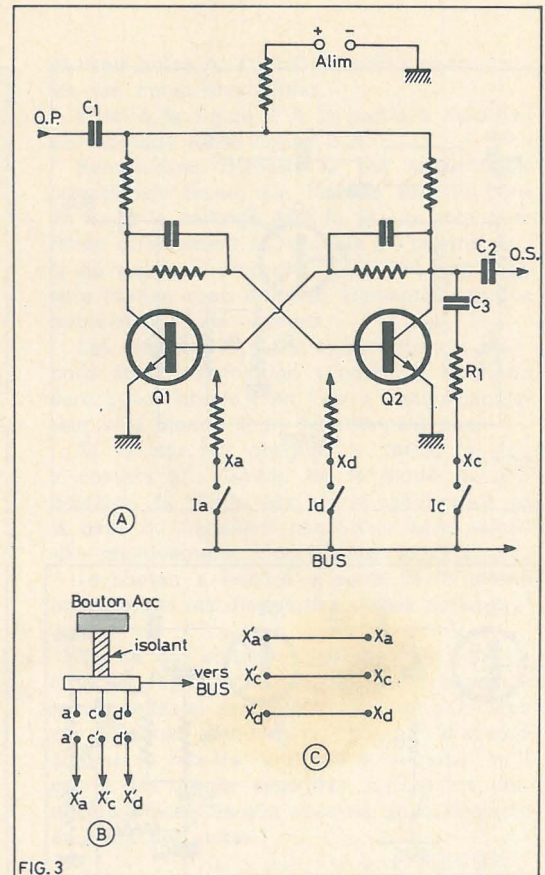 + -
Alim
O.P.
C1
C2
O.S.
C3
R1
Q1
Q2
Xa
Xd
Xc
Ia
Id
Ic
A
BUS
Bouton Acc
isolant
vers
BUS
a c d
a' c' d'
X'a X'c X'd
B
Xa Xa
X'c Xc
X'd Xd
C
FIG. 3